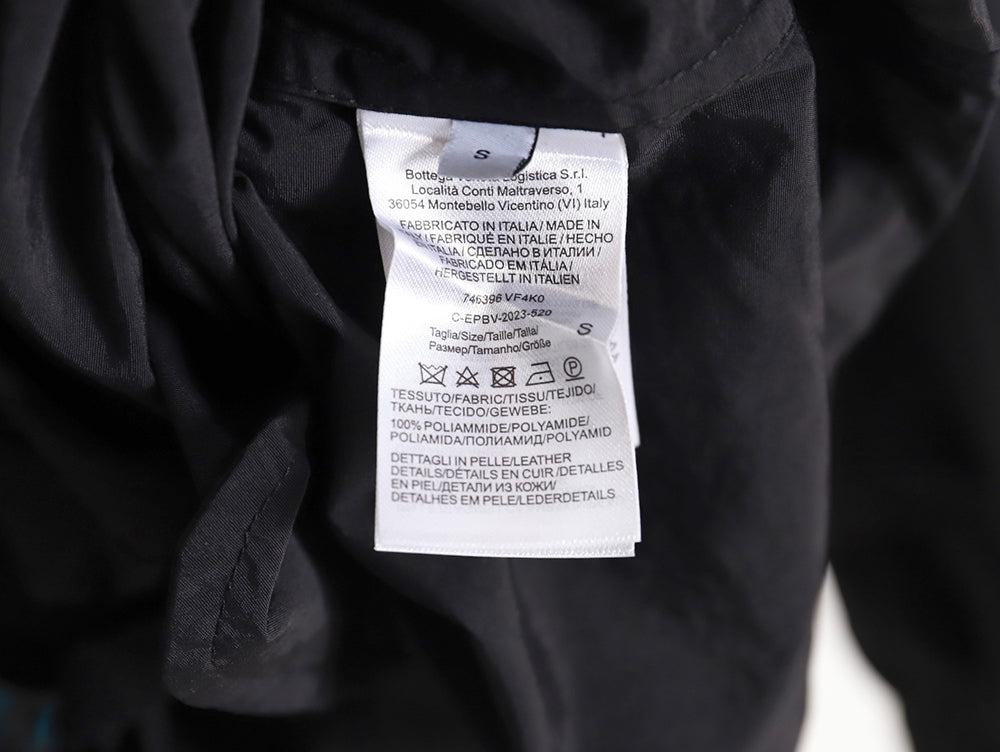 S
Bottega Logistica S.r.l.
Località Conti Maltraverso, 1
36054 Montebello Vicentino (VI) Italy
FABBRICATO IN ITALIA / MADE IN
/ FABRIQUÉ EN ITALIE / HECHO
ITALIA / СДЕЛАНО В ИТАЛИИ /
FABRICADO EM ITÁLIA /
HERGESTELLT IN ITALIEN
746396 VF4K0
C-EPBV-2023-520
Taglia/Size/Taille/Talla/ S
Размер/Tamanho/Größe
P
TESSUTO/FABRIC/TISSU/TEJIDO/
ТКАНЬ/TECIDO/GEWEBE:
100% POLIAMMIDE/POLYAMIDE/
POLIAMIDA/ПОЛИАМИД/POLYAMID
DETTAGLI IN PELLE/LEATHER
DETAILS/DÉTAILS EN CUIR/DETALLES
EN PIEL/ДЕТАЛИ ИЗ КОЖИ/
DETALHES EM PELE/LEDERDETAILS